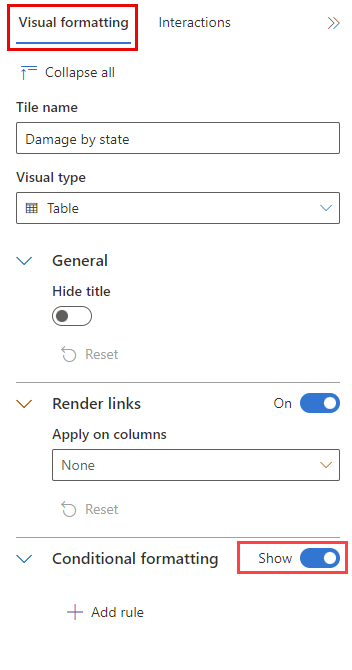 Visual formatting Interactions
Collapse all
Tile name
Damage by state
Visual type
Table
General
Hide title
Reset
Render links On
Apply on columns
None
Reset
Conditional formatting Show
Add rule